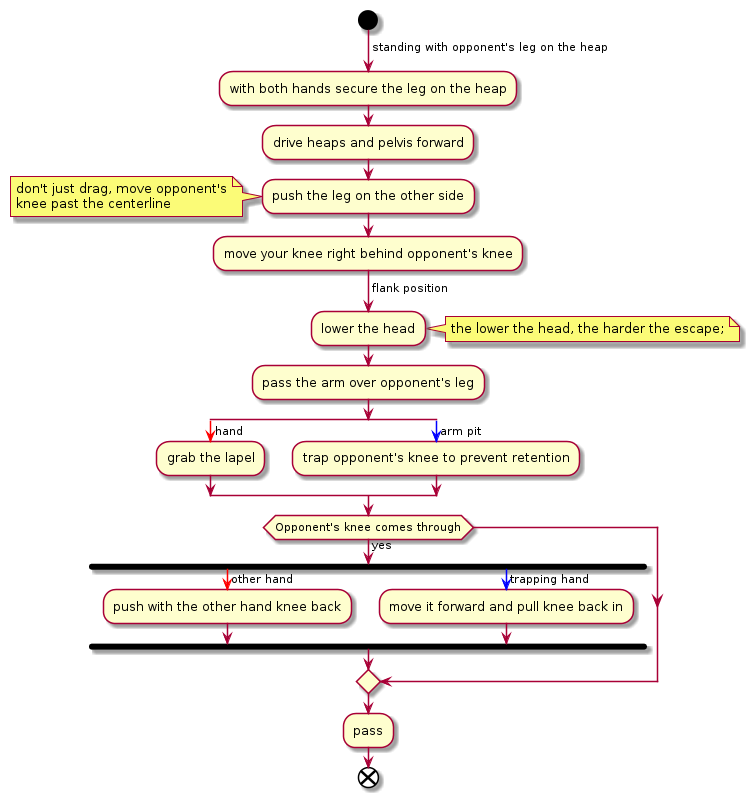 standing with opponent's leg on the heap
with both hands secure the leg on the heap
drive heaps and pelvis forward
don't just drag, move opponent's
knee past the centerline
push the leg on the other side
move your knee right behind opponent's knee
flank position
lower the head
the lower the head, the harder the escape;
pass the arm over opponent's leg
hand
arm pit
grab the lapel
trap opponent's knee to prevent retention
Opponent's knee comes through
yes
other hand
trapping hand
push with the other hand knee back
move it forward and pull knee back in
pass